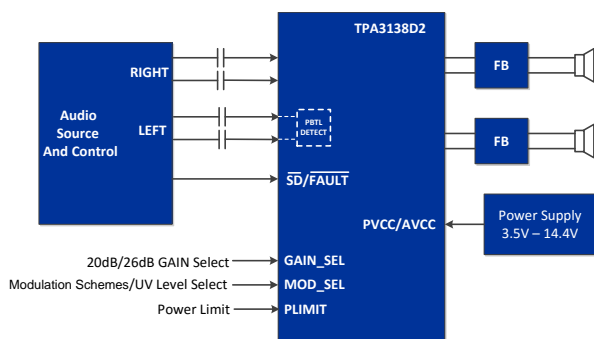 TPA3138D2
RIGHT
FB
Audio
Source
And Control
LEFT
PBTL
DETECT
FB
SD/FAULT
PVCC/AVCC
Power Supply
3.5V – 14.4V
20dB/26dB GAIN Select
GAIN_SEL
Modulation Schemes/UV Level Select
MOD_SEL
Power Limit
PLIMIT